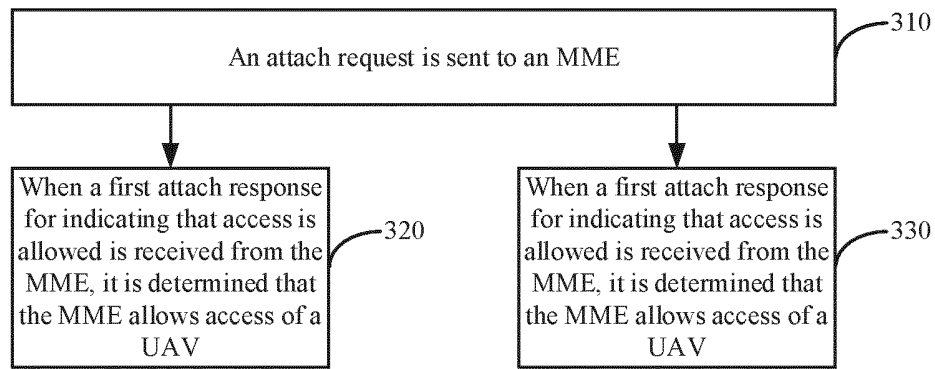 An attach request is sent to an MME
310
When a first attach response
for indicating that access is
allowed is received from the
MME, it is determined that
the MME allows access of a
UAV
320
When a first attach response
for indicating that access is
allowed is received from the
MME, it is determined that
the MME allows access of a
UAV
330